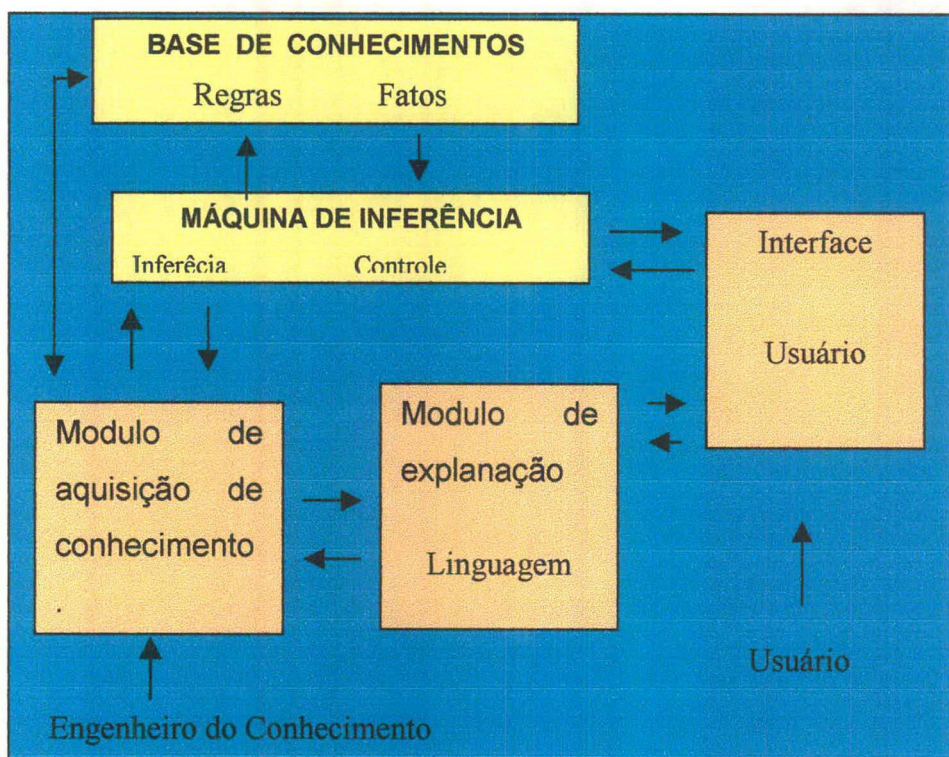 BASE DE CONHECIMENTOS
Regras Fatos
MÁQUINA DE INFERÊNCIA
Inferêcia Controle
Interface
Usuário
Modulo de
aquisição de
conhecimento
.
Modulo de
explanação
Linguagem
Usuário
Engenheiro do Conhecimento